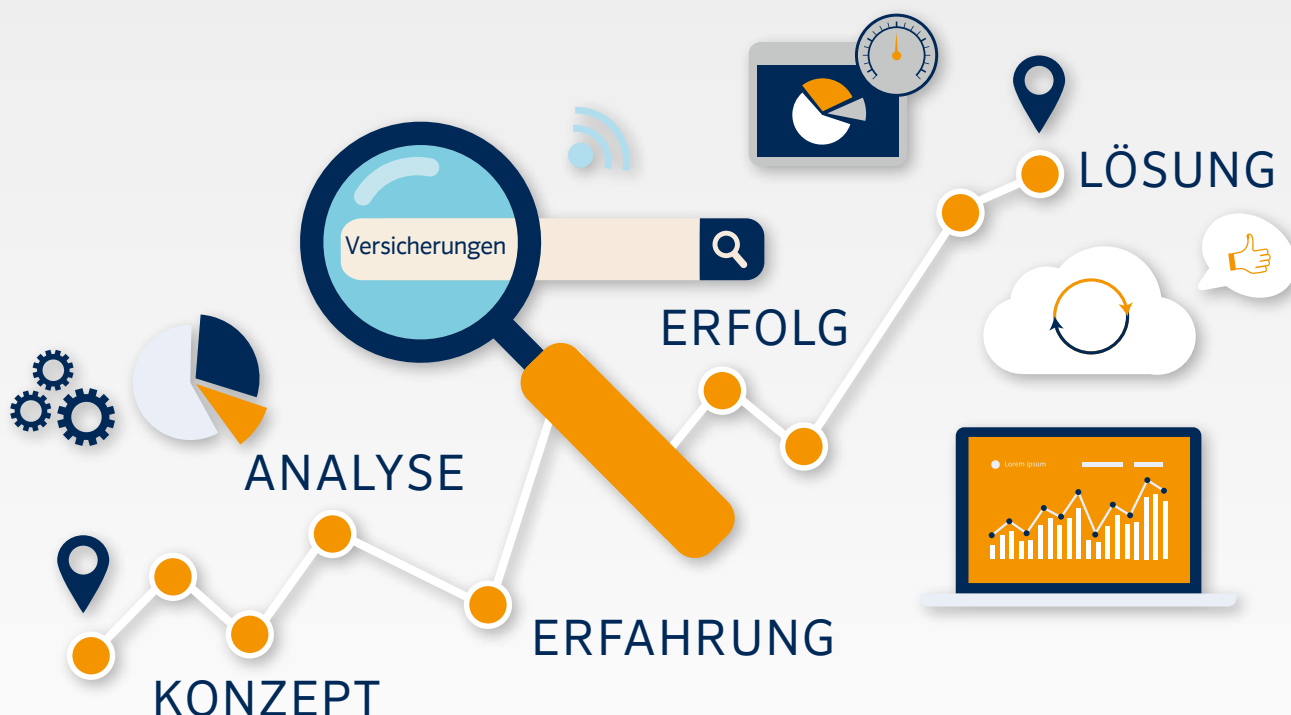 LÖSUNG
Versicherungen
ERFOLG
ANALYSE
Lorem Ipsum
ERFAHRUNG
KONZEPT